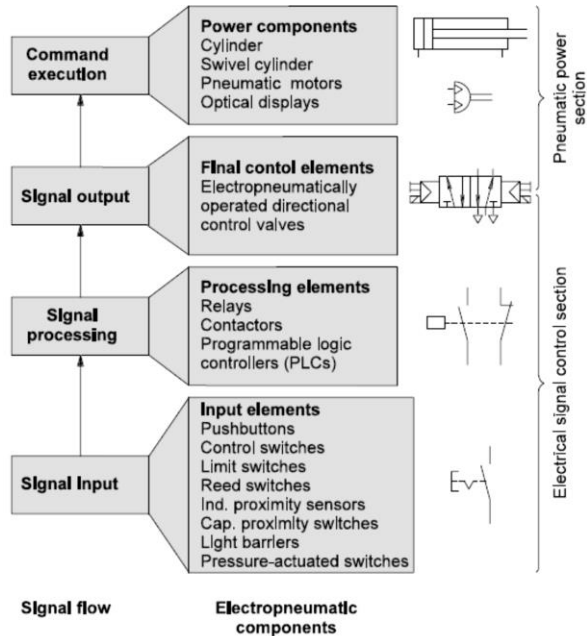 Command
execution
Power components
Cylinder
Swivel cylinder
Pneumatic motors
Optical displays
Pneumatic power
section
Signal output
Final contol elements
Electropneumatically
operated directional
control valves
Signal
processing
Processing elements
Relays
Contactors
Programmable logic
controllers (PLCs)
Electrical signal control section
Signal Input
Input elements
Pushbuttons
Control switches
Limit switches
Reed switches
Ind. proximity sensors
Cap. proximity switches
Light barriers
Pressure-actuated switches
Signal flow
Electropneumatic
components